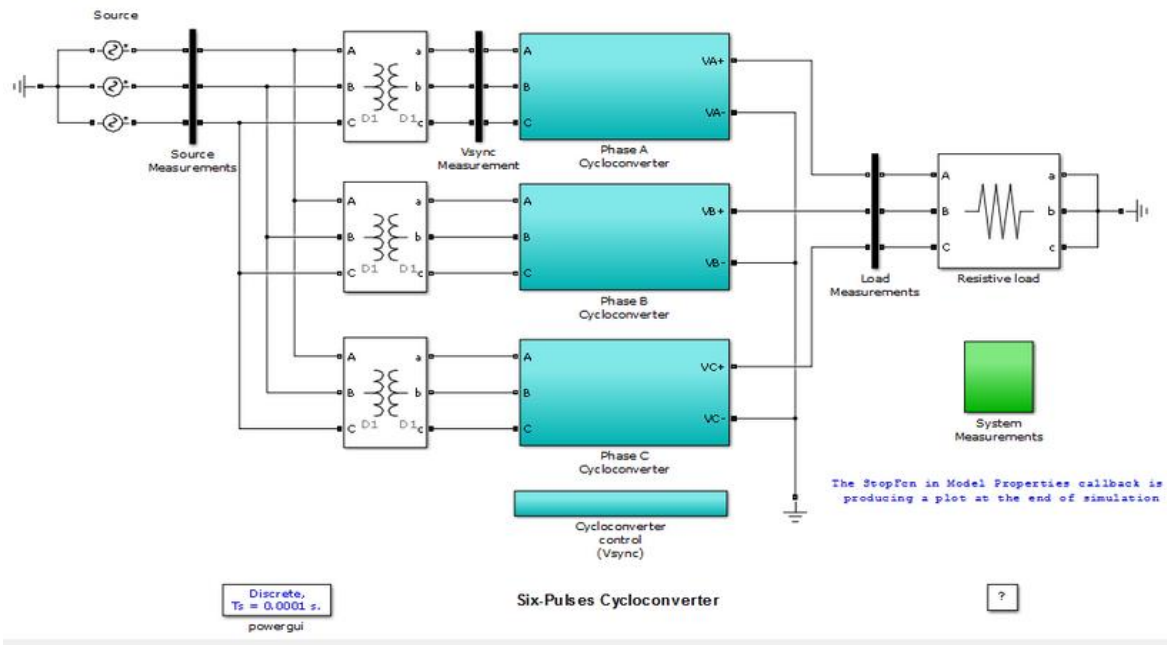 Source
A
B
C
D1
D1
a
b
c
Source
Measurements
Vsync
Measurement
A
B
C
VA+
VA-
Phase A
Cycloconverter
A
B
C
D1
D1
a
b
c
A
B
C
VB+
VB-
Phase B
Cycloconverter
A
B
C
D1
D1
a
b
c
A
B
C
VC+
VC-
Phase C
Cycloconverter
Load
Measurements
A
B
C
a
b
c
Resistive load
System
Measurements
The StopFcn in Model Properties callback is
producing a plot at the end of simulation
Cycloconverter
control
(Vsync)
Discrete,
Ts = 0.0001 s.
powergui
Six-Pulses Cycloconverter
?